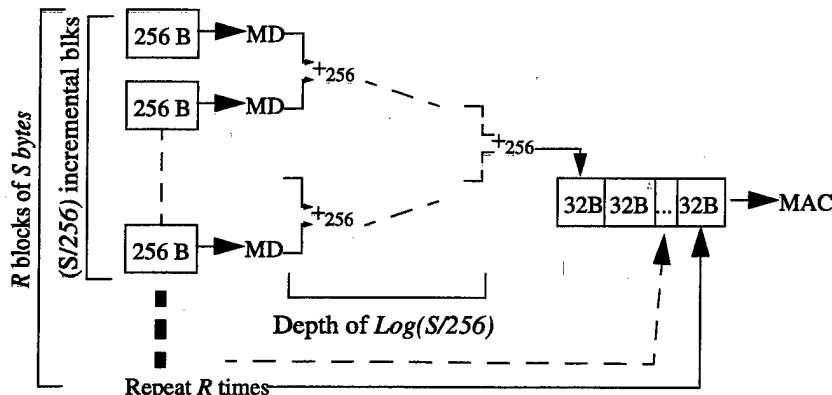 R blocks of S bytes
(S/256) incremental blks
256 B
MD
+256
256 B
MD
+256
+256
256 B
MD
32B 32B ... 32B
MAC
Depth of Log(S/256)
Repeat R times